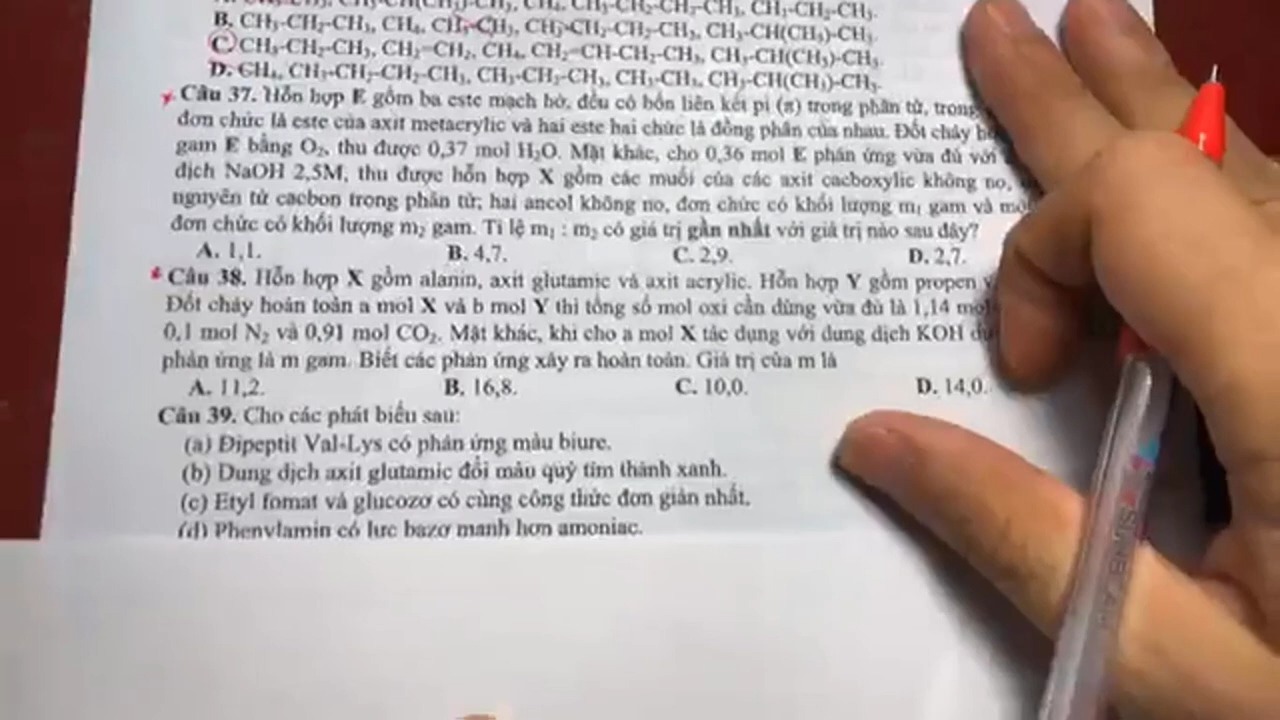 B. CH₃-CH₂-CH₃, CH₄, CH₃-CH₃, CH₃-CH₂-CH₂-CH₃, CH₃-CH(CH₃)-CH₃.
C. CH₃-CH₂-CH₃, CH₂=CH₂, CH₄, CH₂=CH-CH₂-CH₃, CH₃-CH(CH₃)-CH₃.
D. CH₄, CH₃-CH₂-CH₂-CH₃, CH₃-CH₂-CH₃, CH₃-CH₃, CH₃-CH(CH₃)-CH₃.
Câu 37. Hỗn hợp E gồm ba este mạch hở, đều có bốn liên kết pi (π) trong phân tử, trong
đơn chức là este của axit metacrylic và hai este hai chức là đồng phân của nhau. Đốt cháy
gam E bằng O₂, thu được 0,37 mol H₂O. Mặt khác, cho 0,36 mol E phản ứng vừa đủ với
dịch NaOH 2,5M, thu được hỗn hợp X gồm các muối của các axit cacboxylic không no,
nguyên tử cacbon trong phân tử; hai ancol không no, đơn chức có khối lượng m₁ gam và
đơn chức có khối lượng m₂ gam. Tỉ lệ m₁ : m₂ có giá trị gần nhất với giá trị nào sau đây?
A. 1,1. B. 4,7. C. 2,9. D. 2,7.
Câu 38. Hỗn hợp X gồm alanin, axit glutamic và axit acrylic. Hỗn hợp Y gồm propen
Đốt cháy hoàn toàn a mol X và b mol Y thì tổng số mol oxi cần dùng vừa đủ là 1,14 mol
0,1 mol N₂ và 0,91 mol CO₂. Mặt khác, khi cho a mol X tác dụng với dung dịch KOH
phản ứng là m gam. Biết các phản ứng xảy ra hoàn toàn. Giá trị của m là
A. 11,2. B. 16,8. C. 10,0. D. 14,0.
Câu 39. Cho các phát biểu sau:
(a) Đipeptit Val-Lys có phản ứng màu biure.
(b) Dung dịch axit glutamic đổi màu quỳ tím thành xanh.
(c) Etyl fomat và glucozơ có cùng công thức đơn giản nhất.
(d) Phenylamin có lực bazơ mạnh hơn amoniac.